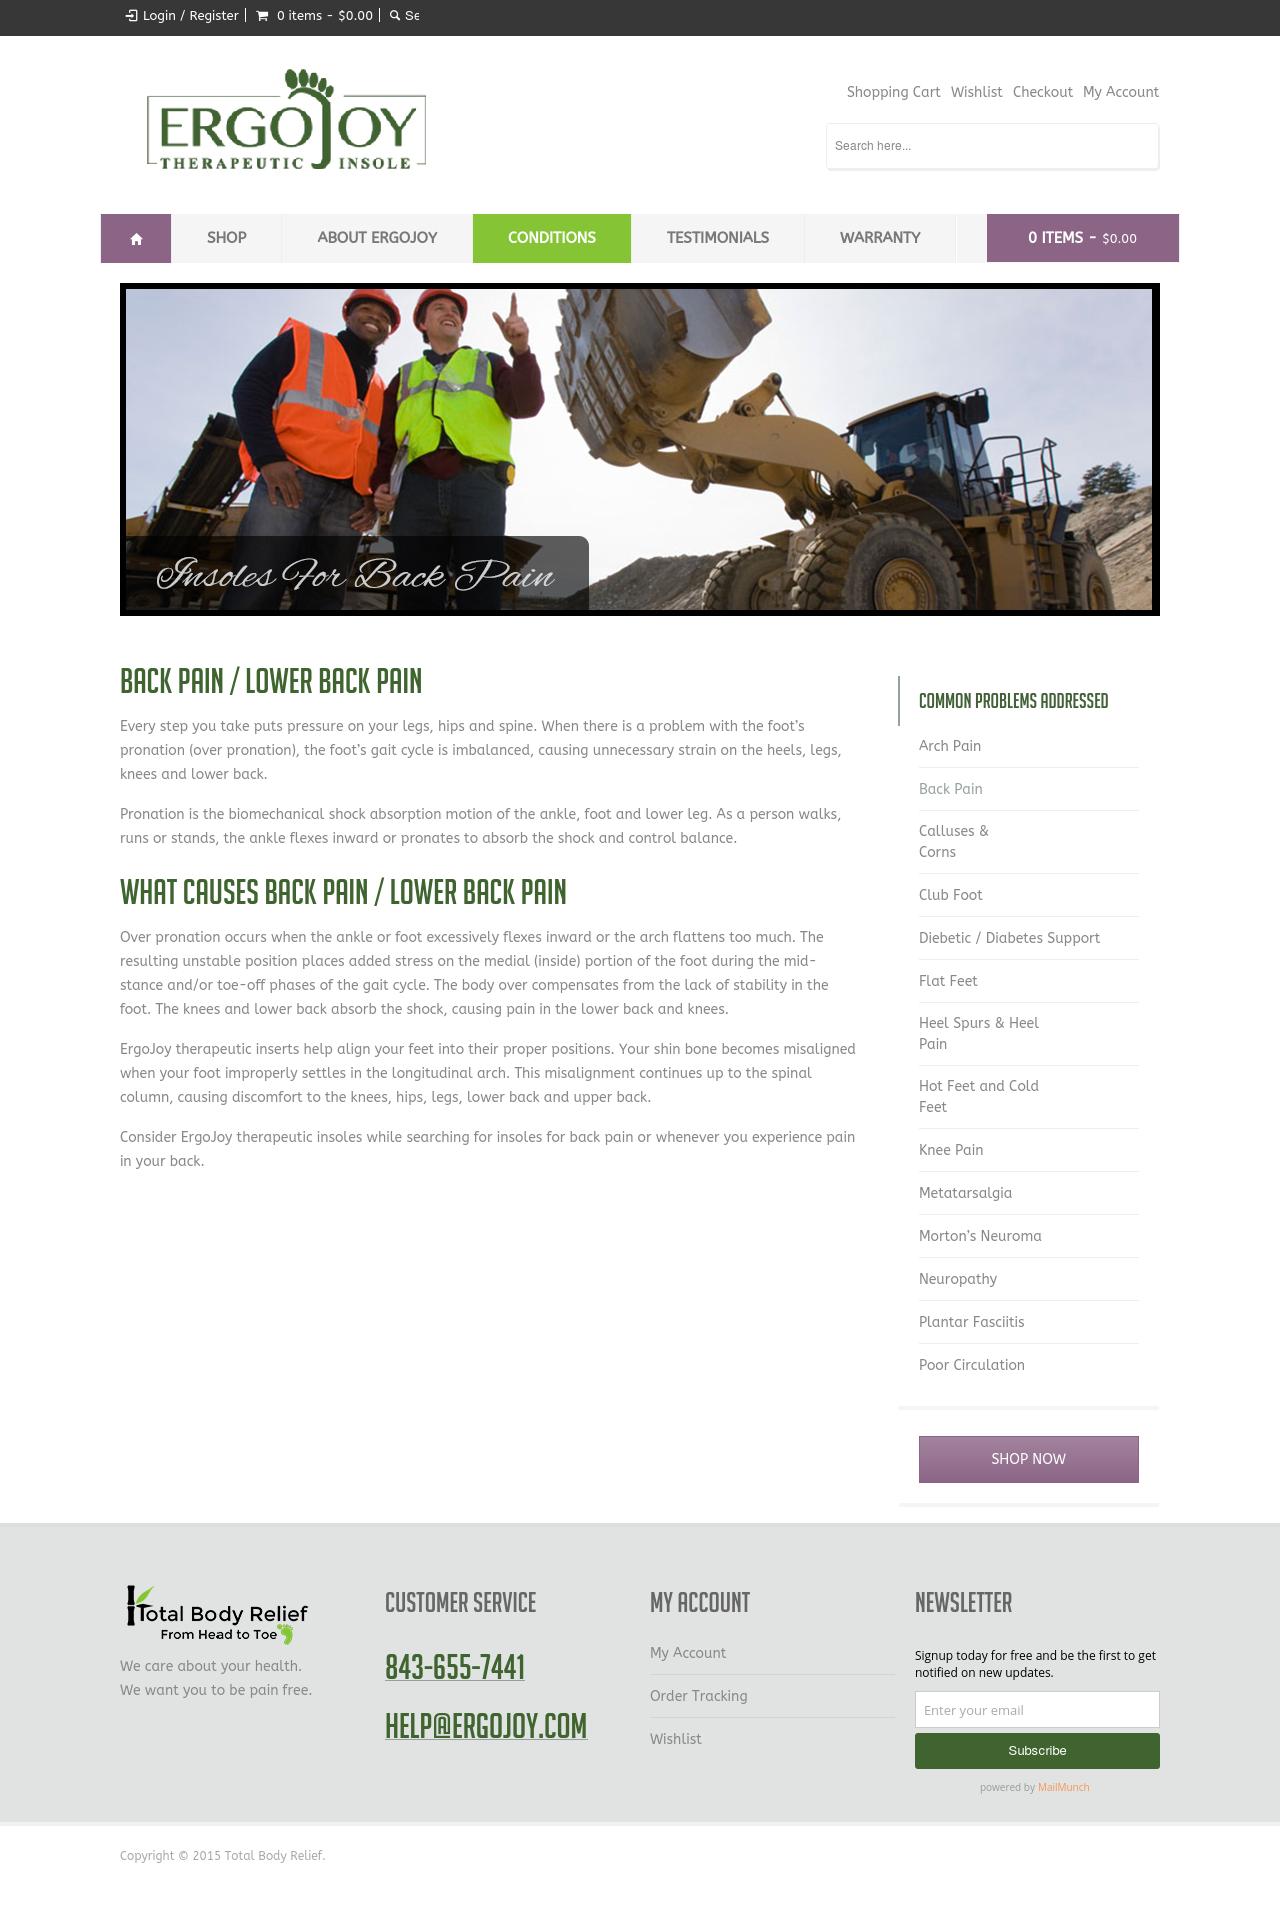 Login / Register
0 items - $0.00
Se
ERGOJOY
THERAPEUTIC INSOLE
Shopping Cart Wishlist Checkout My Account
Search here...
SHOP
ABOUT ERGOJOY
CONDITIONS
TESTIMONIALS
WARRANTY
0 ITEMS - $0.00
Insoles For Back Pain
BACK PAIN / LOWER BACK PAIN
Every step you take puts pressure on your legs, hips and spine. When there is a problem with the foot’s
pronation (over pronation), the foot’s gait cycle is imbalanced, causing unnecessary strain on the heels, legs,
knees and lower back.
Pronation is the biomechanical shock absorption motion of the ankle, foot and lower leg. As a person walks,
runs or stands, the ankle flexes inward or pronates to absorb the shock and control balance.
WHAT CAUSES BACK PAIN / LOWER BACK PAIN
Over pronation occurs when the ankle or foot excessively flexes inward or the arch flattens too much. The
resulting unstable position places added stress on the medial (inside) portion of the foot during the mid-
stance and/or toe-off phases of the gait cycle. The body over compensates from the lack of stability in the
foot. The knees and lower back absorb the shock, causing pain in the lower back and knees.
ErgoJoy therapeutic inserts help align your feet into their proper positions. Your shin bone becomes misaligned
when your foot improperly settles in the longitudinal arch. This misalignment continues up to the spinal
column, causing discomfort to the knees, hips, legs, lower back and upper back.
Consider ErgoJoy therapeutic insoles while searching for insoles for back pain or whenever you experience pain
in your back.
COMMON PROBLEMS ADDRESSED
Arch Pain
Back Pain
Calluses &
Corns
Club Foot
Diebetic / Diabetes Support
Flat Feet
Heel Spurs & Heel
Pain
Hot Feet and Cold
Feet
Knee Pain
Metatarsalgia
Morton’s Neuroma
Neuropathy
Plantar Fasciitis
Poor Circulation
SHOP NOW
Total Body Relief
From Head to Toe
We care about your health.
We want you to be pain free.
CUSTOMER SERVICE
843-655-7441
HELP@ERGOJOY.COM
MY ACCOUNT
My Account
Order Tracking
Wishlist
NEWSLETTER
Signup today for free and be the first to get
notified on new updates.
Enter your email
Subscribe
powered by MailMunch
Copyright © 2015 Total Body Relief.